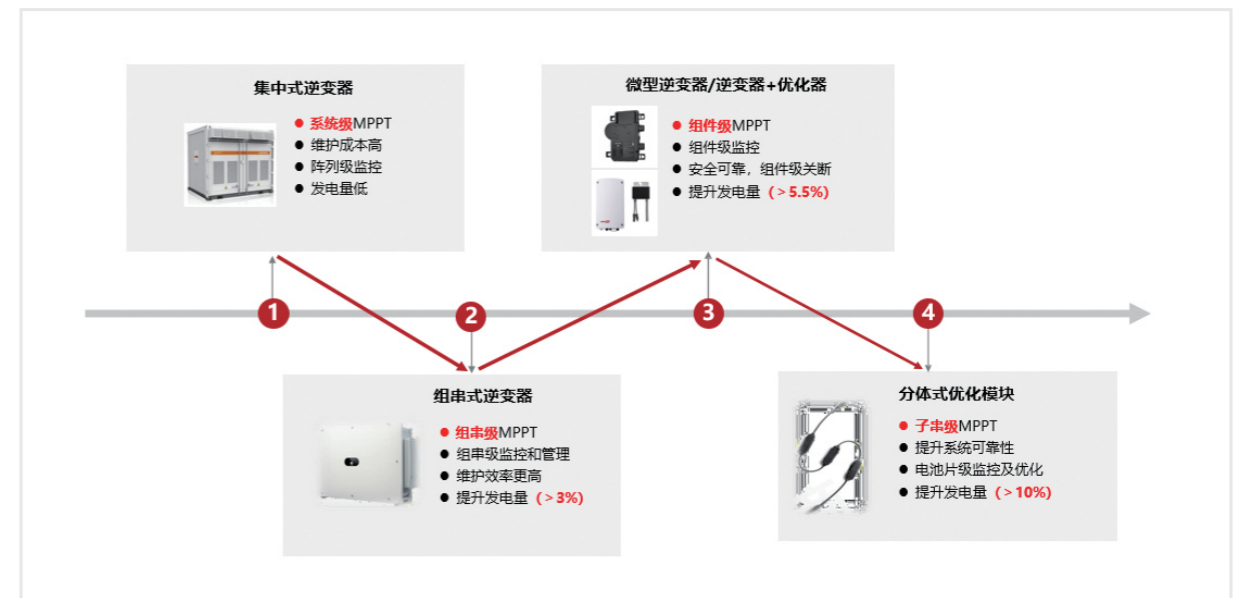 集中式逆变器
● 系统级MPPT
● 维护成本高
● 阵列级监控
● 发电量低
微型逆变器/逆变器+优化器
● 组件级MPPT
● 组件级监控
● 安全可靠，组件级关断
● 提升发电量（＞5.5%）
1
2
3
4
组串式逆变器
● 组串级MPPT
● 组串级监控和管理
● 维护效率更高
● 提升发电量（＞3%）
分体式优化模块
● 子串级MPPT
● 提升系统可靠性
● 电池片级监控及优化
● 提升发电量（＞10%）